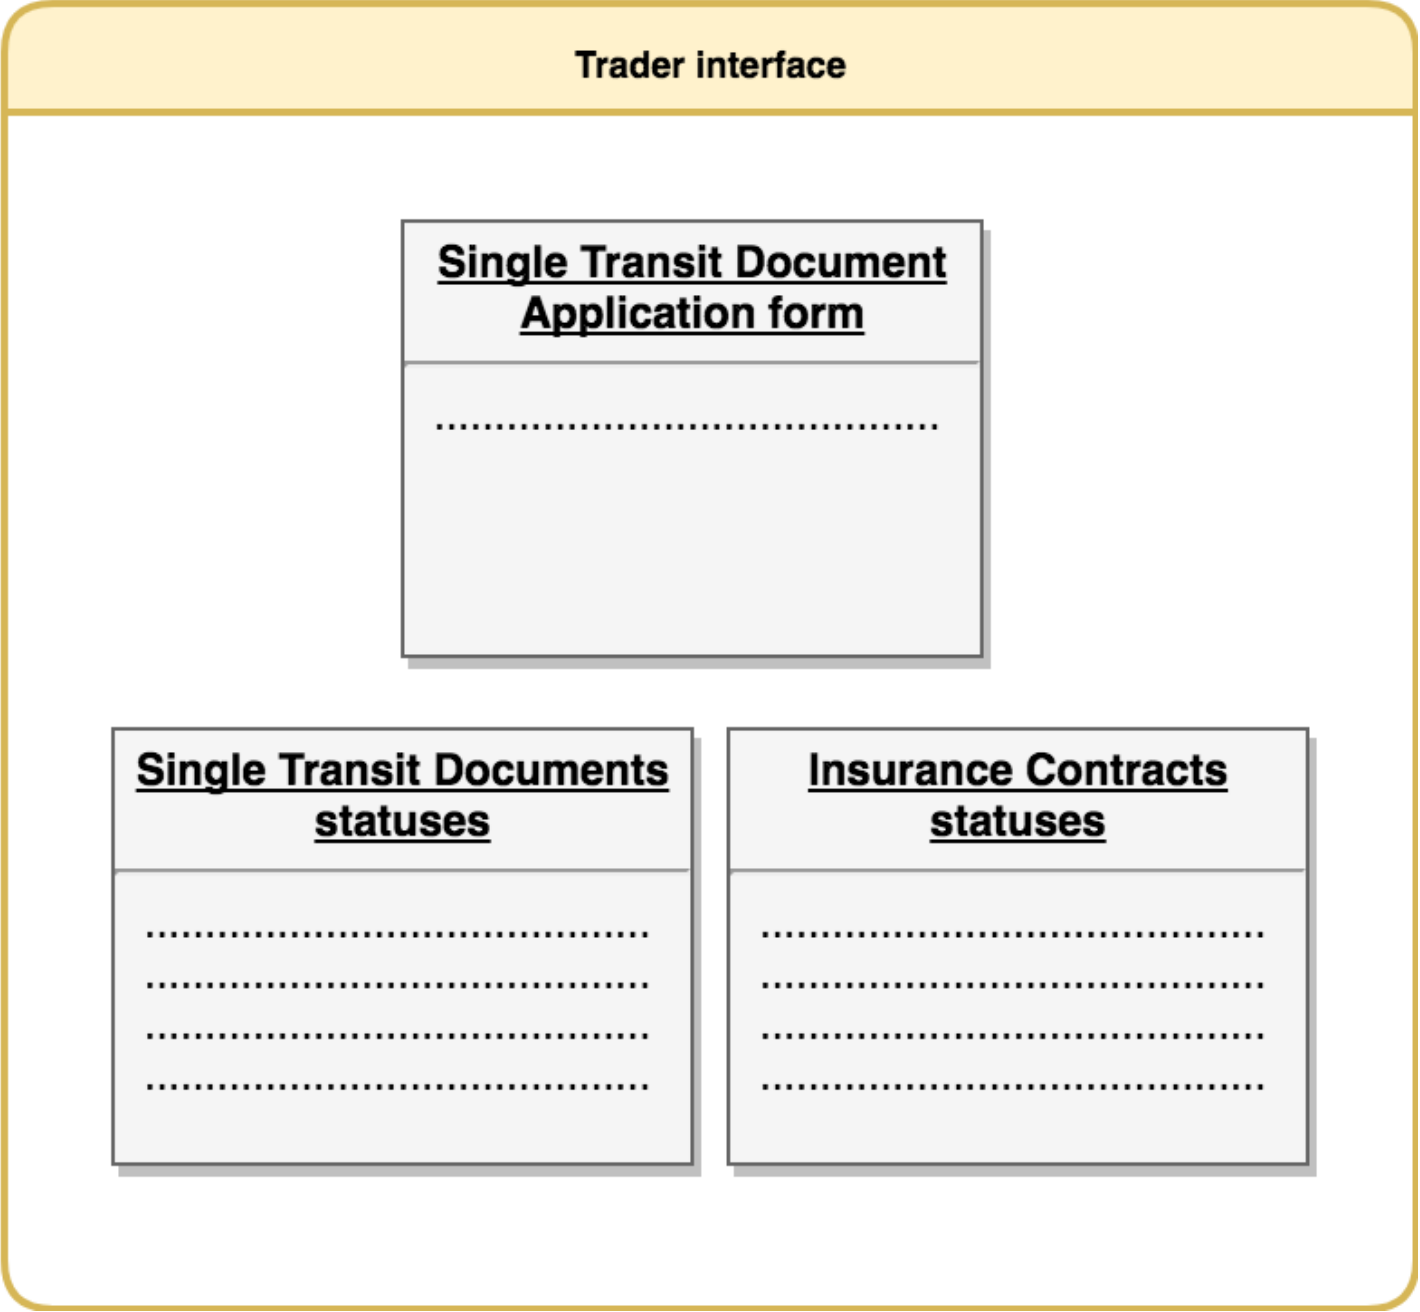 Trader interface
Single Transit Document
Application form
..........................................
Single Transit Documents
statuses
..........................................
..........................................
..........................................
..........................................
Insurance Contracts
statuses
..........................................
..........................................
..........................................
..........................................